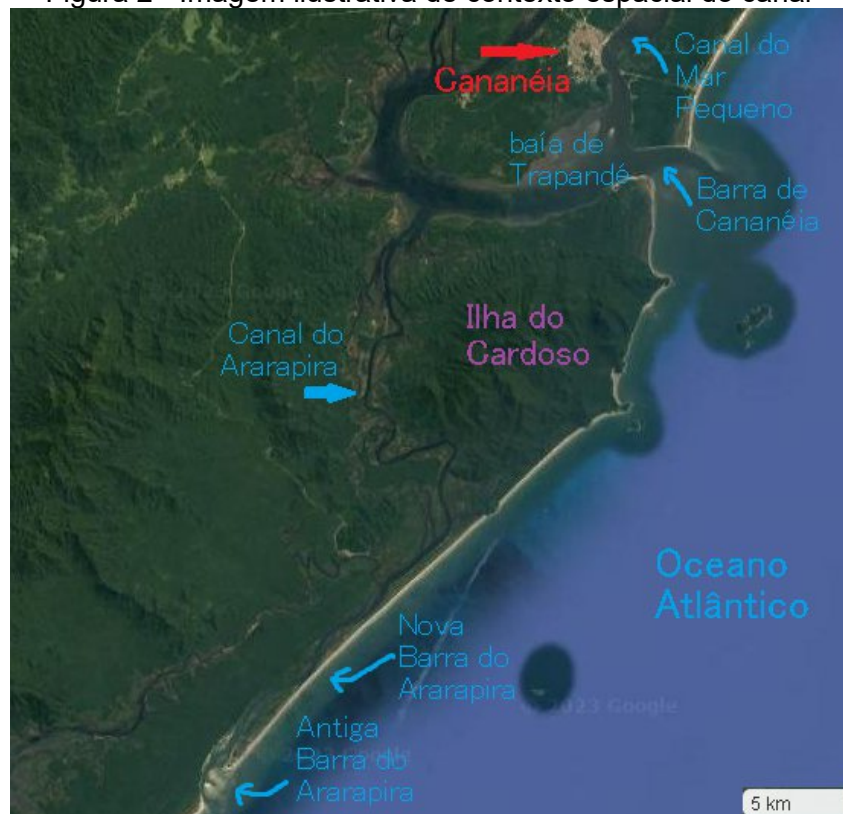 Figura 2 - Imagem ilustrativa do contexto espacial do canal
Cananéia
Canal do
Mar
Pequeno
baía de
Trapandé
Barra de
Cananéia
Ilha do
Cardoso
Canal do
Ararapira
Oceano
Atlântico
Nova
Barra do
Ararapira
© 2023 Google
Antiga
Barra do
Ararapira
5 km